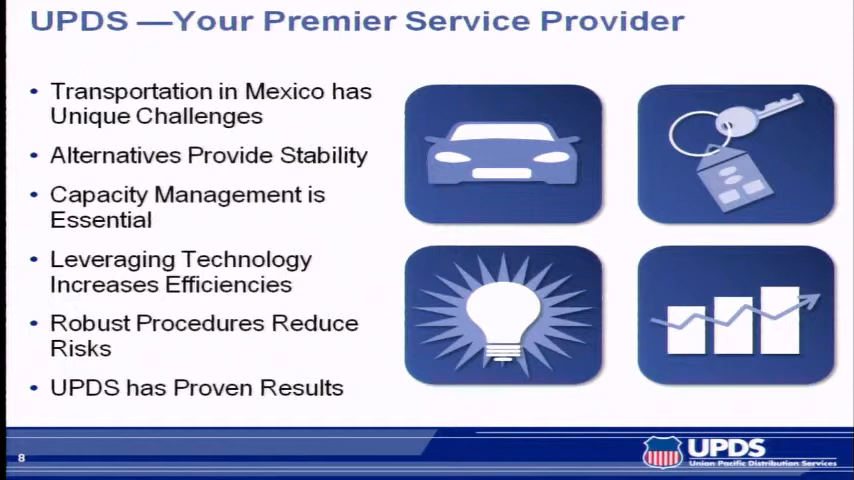 UPDS —Your Premier Service Provider
• Transportation in Mexico has
Unique Challenges
• Alternatives Provide Stability
• Capacity Management is
Essential
• Leveraging Technology
Increases Efficiencies
• Robust Procedures Reduce
Risks
• UPDS has Proven Results
8
UPDS
Union Pacific Distribution Services